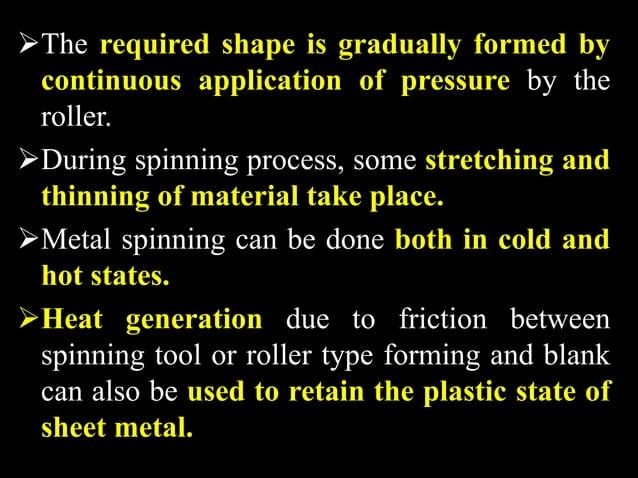 ➢The required shape is gradually formed by
continuous application of pressure by the
roller.
➢During spinning process, some stretching and
thinning of material take place.
➢Metal spinning can be done both in cold and
hot states.
➢Heat generation due to friction between
spinning tool or roller type forming and blank
can also be used to retain the plastic state of
sheet metal.